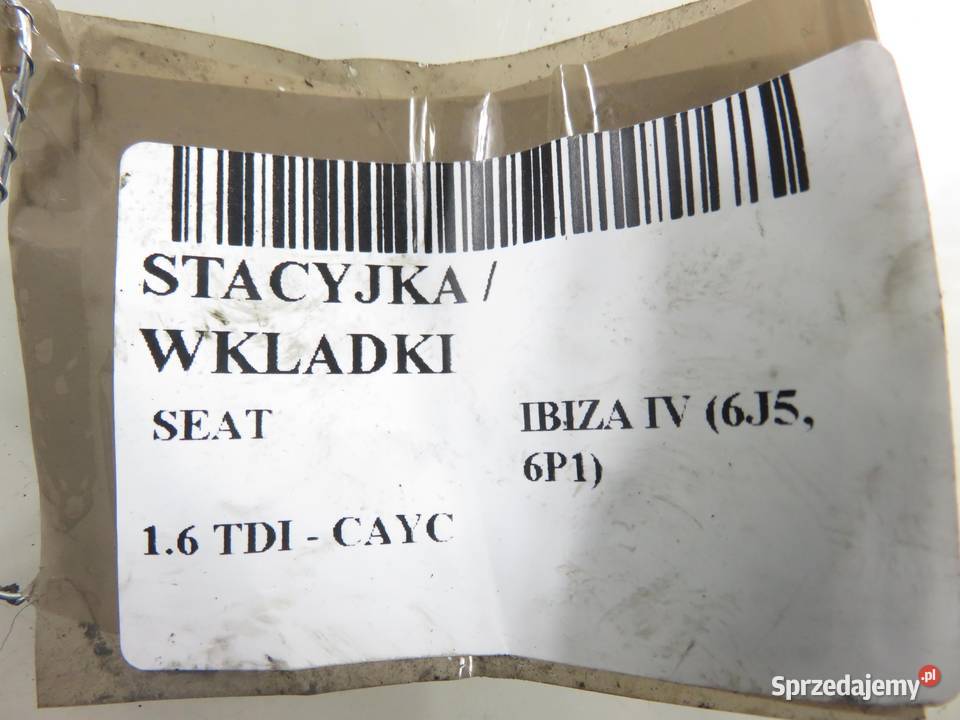 STACYJKA /
WKLADKI
SEAT IBIZA IV (6J5,
6P1)
1.6 TDI - CAYC
Sprzedajemy.pl